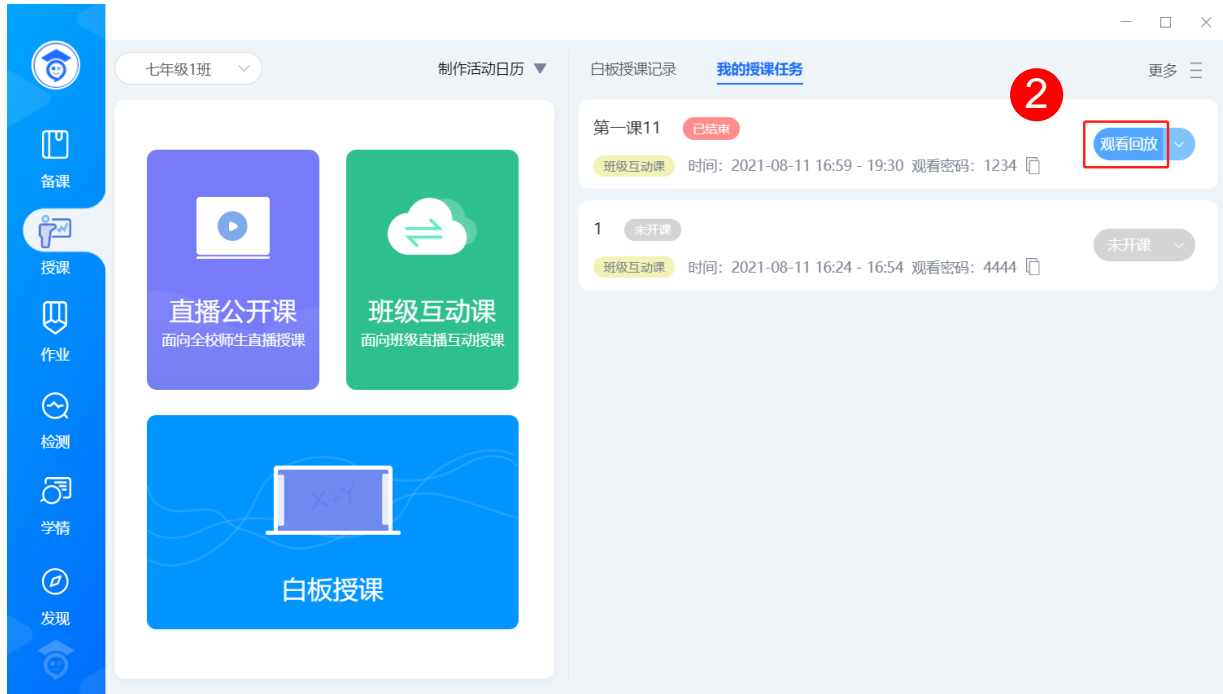 备课
授课
作业
检测
学情
发现
七年级1班
制作活动日历
直播公开课
面向全校师生直播授课
班级互动课
面向班级直播互动授课
X+Y
白板授课
白板授课记录 我的授课任务 更多
2
第一课11 已结束
观看回放
班级互动课 时间：2021-08-11 16:59 - 19:30 观看密码：1234
1 未开课
未开课
班级互动课 时间：2021-08-11 16:24 - 16:54 观看密码：4444